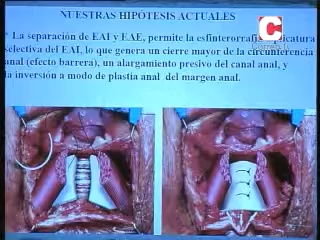 NUESTRAS HIPÓTESIS ACTUALES
* La separación de EAI y EAE, permite la esfinterorrafia
selectiva del EAI, lo que genera un cierre mayor de la circunferencia
anal (efecto barrera), un alargamiento presivo del canal anal, y
la inversión a modo de plastia anal del margen anal.